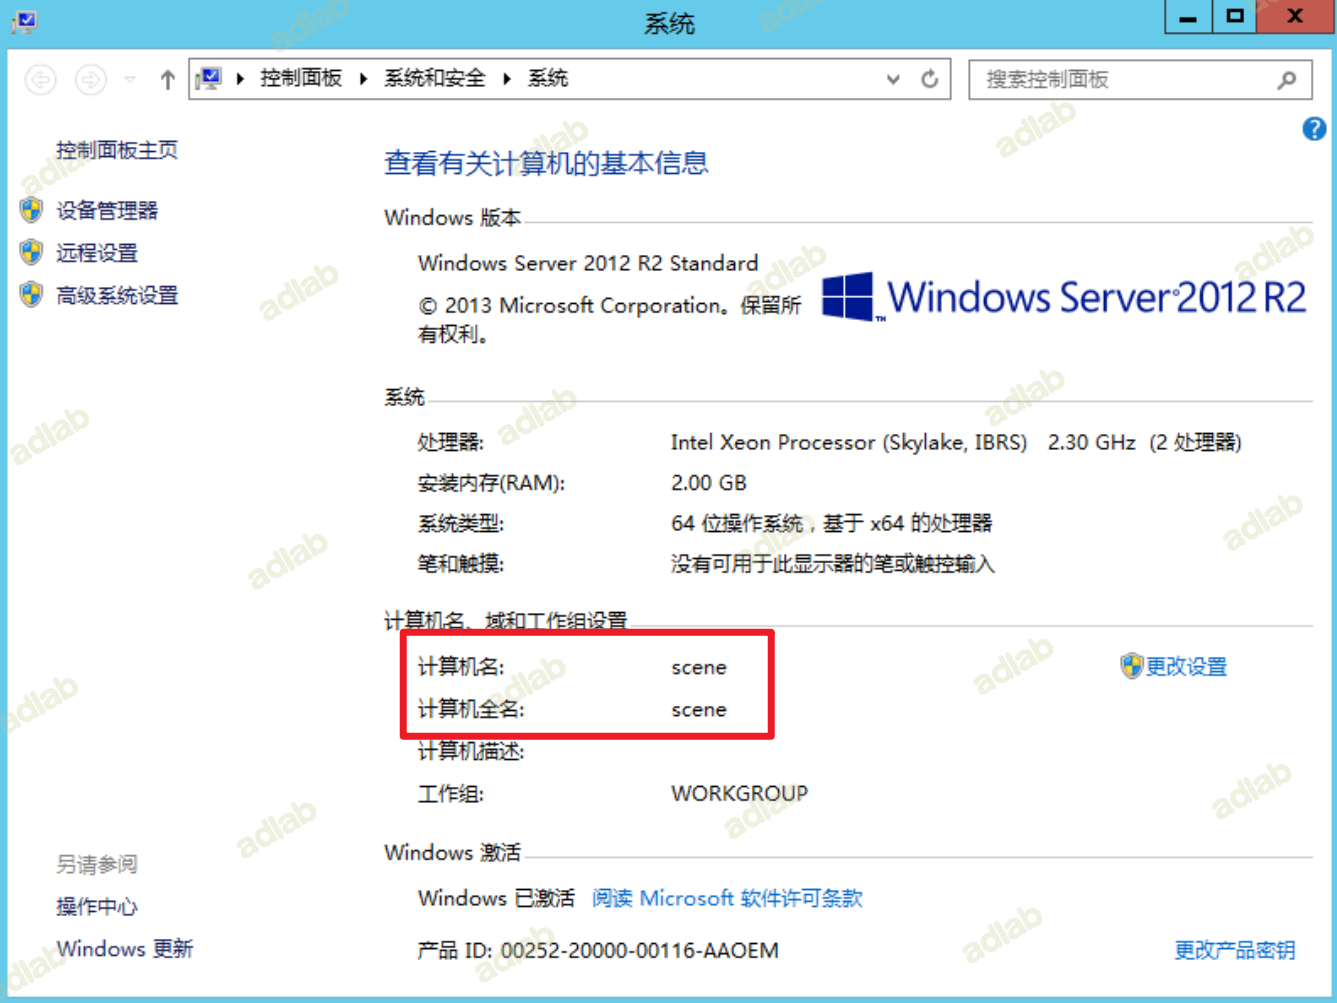 系统
控制面板 系统和安全 系统
搜索控制面板
控制面板主页
设备管理器
远程设置
高级系统设置
查看有关计算机的基本信息
Windows 版本
Windows Server 2012 R2 Standard
© 2013 Microsoft Corporation。保留所
有权利。
Windows Server 2012 R2
系统
处理器: Intel Xeon Processor (Skylake, IBRS) 2.30 GHz (2 处理器)
安装内存(RAM): 2.00 GB
系统类型: 64 位操作系统，基于 x64 的处理器
笔和触摸: 没有可用于此显示器的笔或触控输入
计算机名、域和工作组设置
计算机名: scene
更改设置
计算机全名: scene
计算机描述:
工作组: WORKGROUP
Windows 激活
Windows 已激活 阅读 Microsoft 软件许可条款
产品 ID: 00252-20000-00116-AAOEM
更改产品密钥
另请参阅
操作中心
Windows 更新
adlab